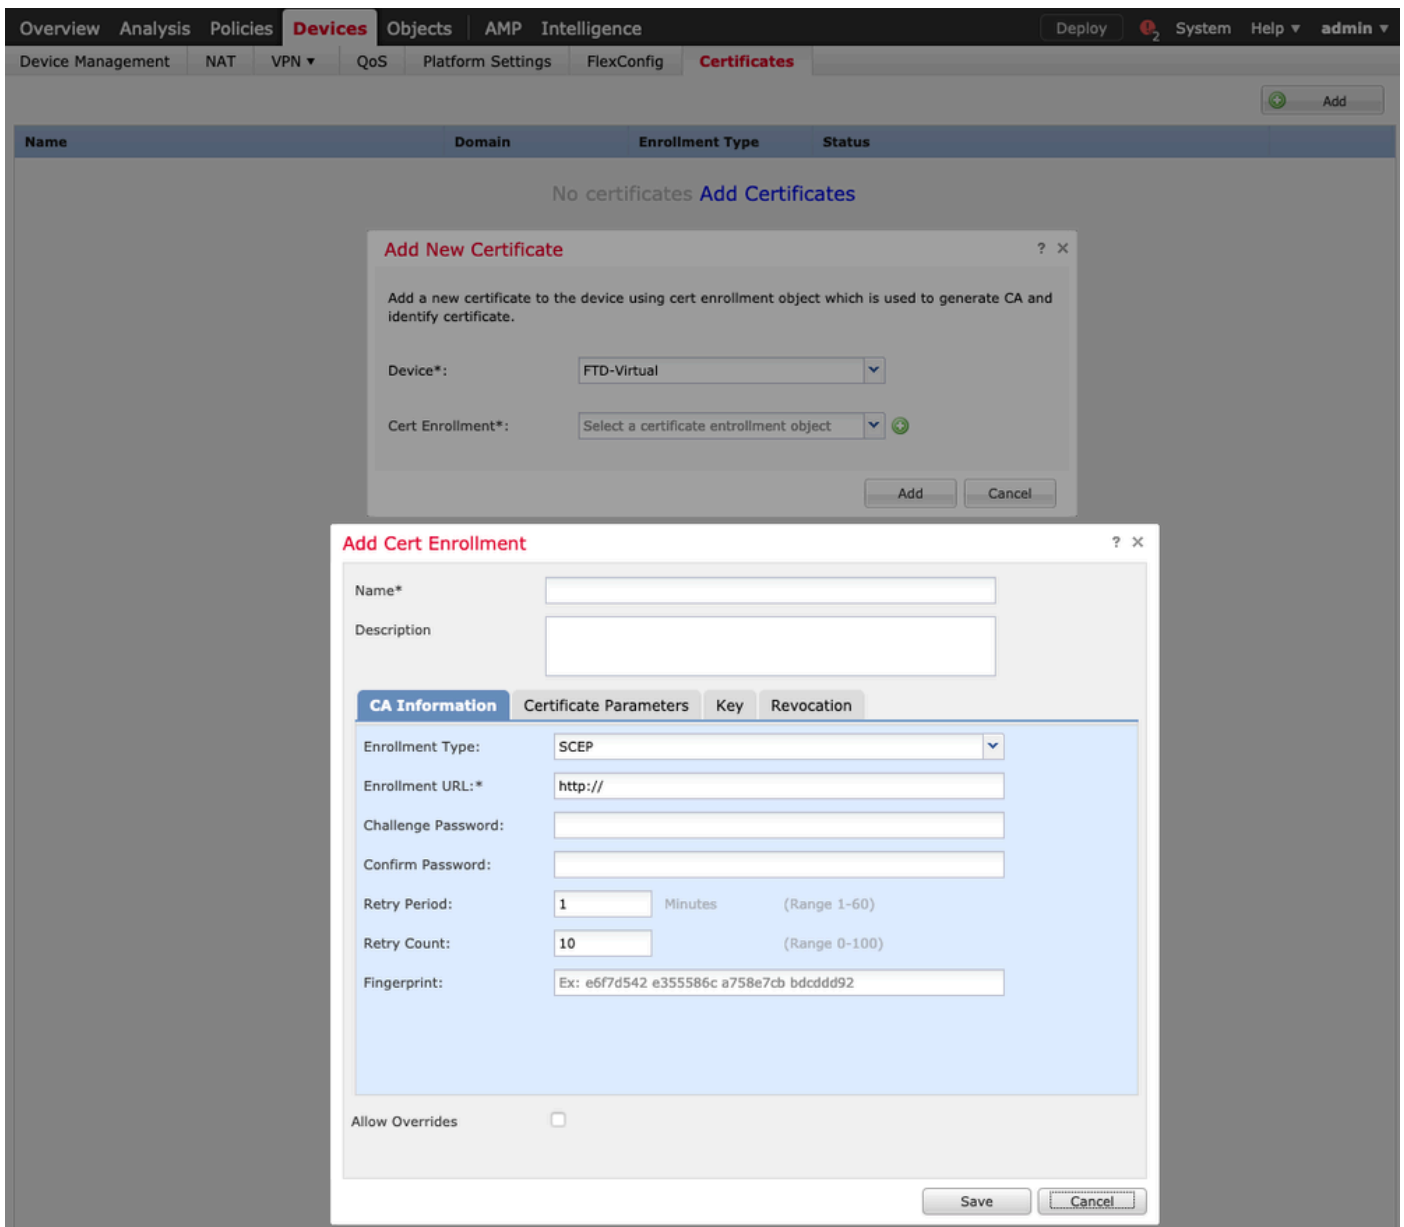 Overview Analysis Policies Devices Objects AMP Intelligence Deploy 2 System Help ▾ admin ▾
Device Management NAT VPN ▾ QoS Platform Settings FlexConfig Certificates
Add
Name Domain Enrollment Type Status
No certificates Add Certificates
Add New Certificate ? ×
Add a new certificate to the device using cert enrollment object which is used to generate CA and
identify certificate.
Device*: FTD-Virtual
Cert Enrollment*: Select a certificate entrollment object
Add Cancel
Add Cert Enrollment ? ×
Name*
Description
CA Information Certificate Parameters Key Revocation
Enrollment Type: SCEP
Enrollment URL:* http://
Challenge Password:
Confirm Password:
Retry Period: 1 Minutes (Range 1-60)
Retry Count: 10 (Range 0-100)
Fingerprint: Ex: e6f7d542 e355586c a758e7cb bdcddd92
Allow Overrides
Save Cancel